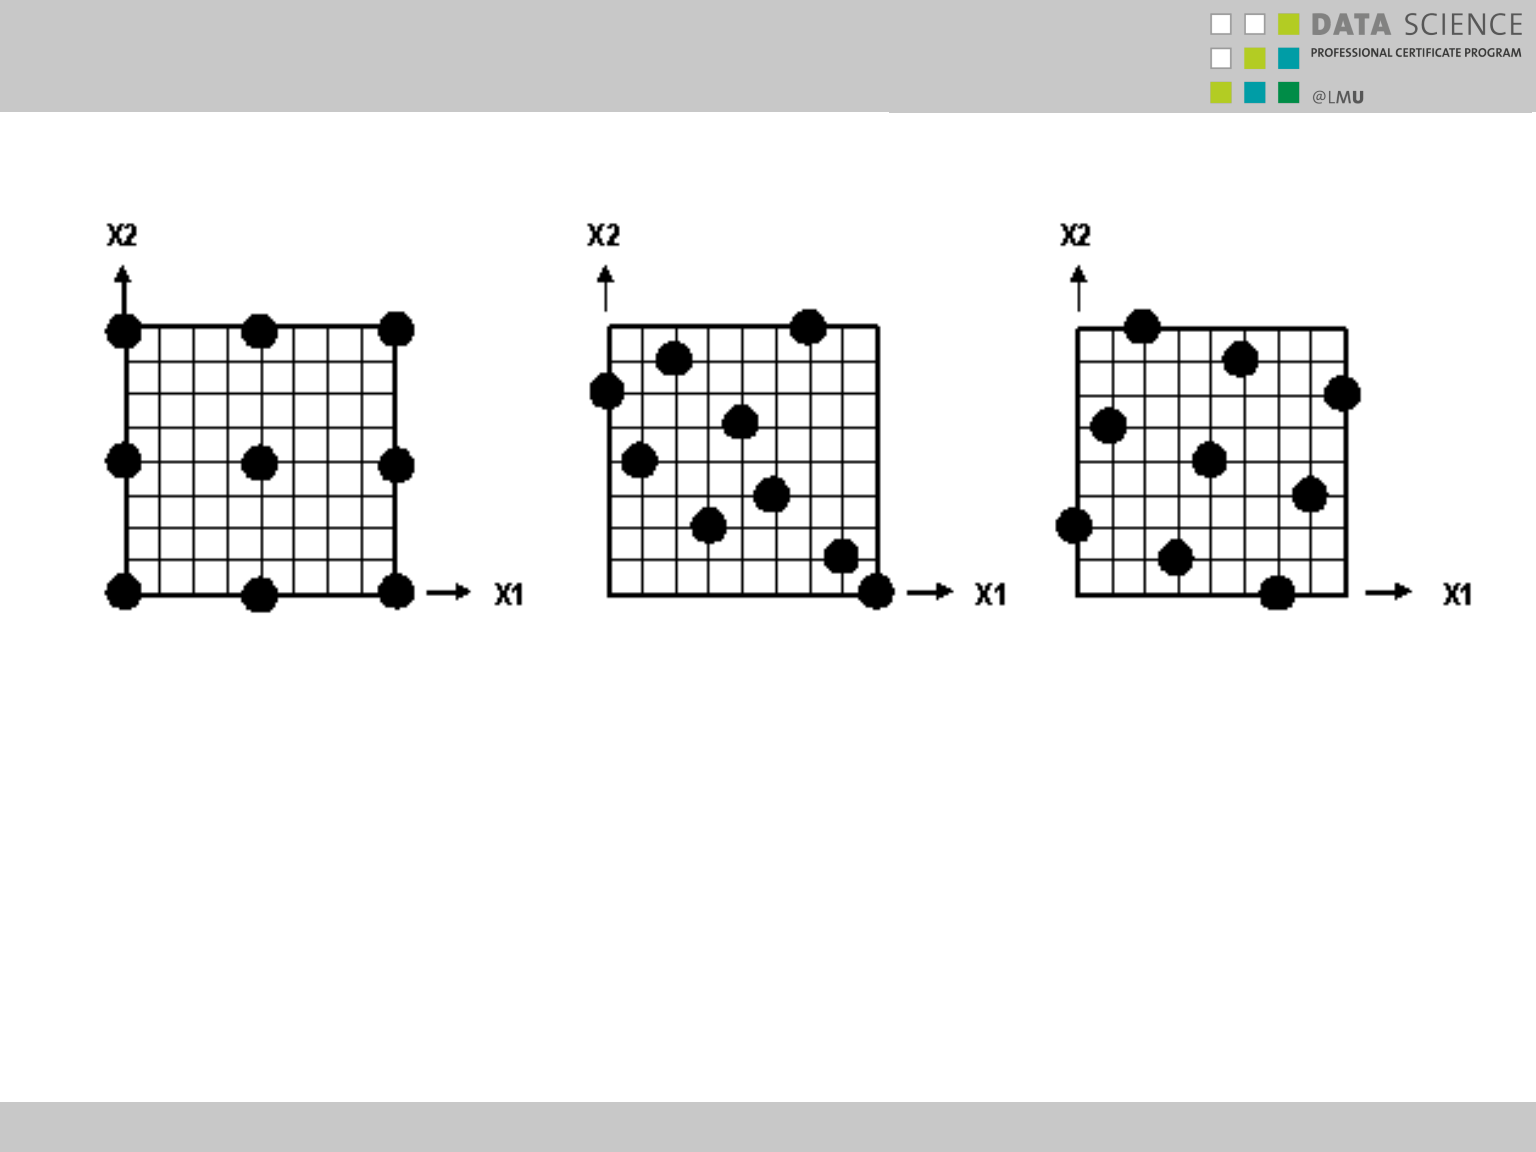 DATA SCIENCE
PROFESSIONAL CERTIFICATE PROGRAM
@LMU
X2
X2
X2
X1
X1
X1